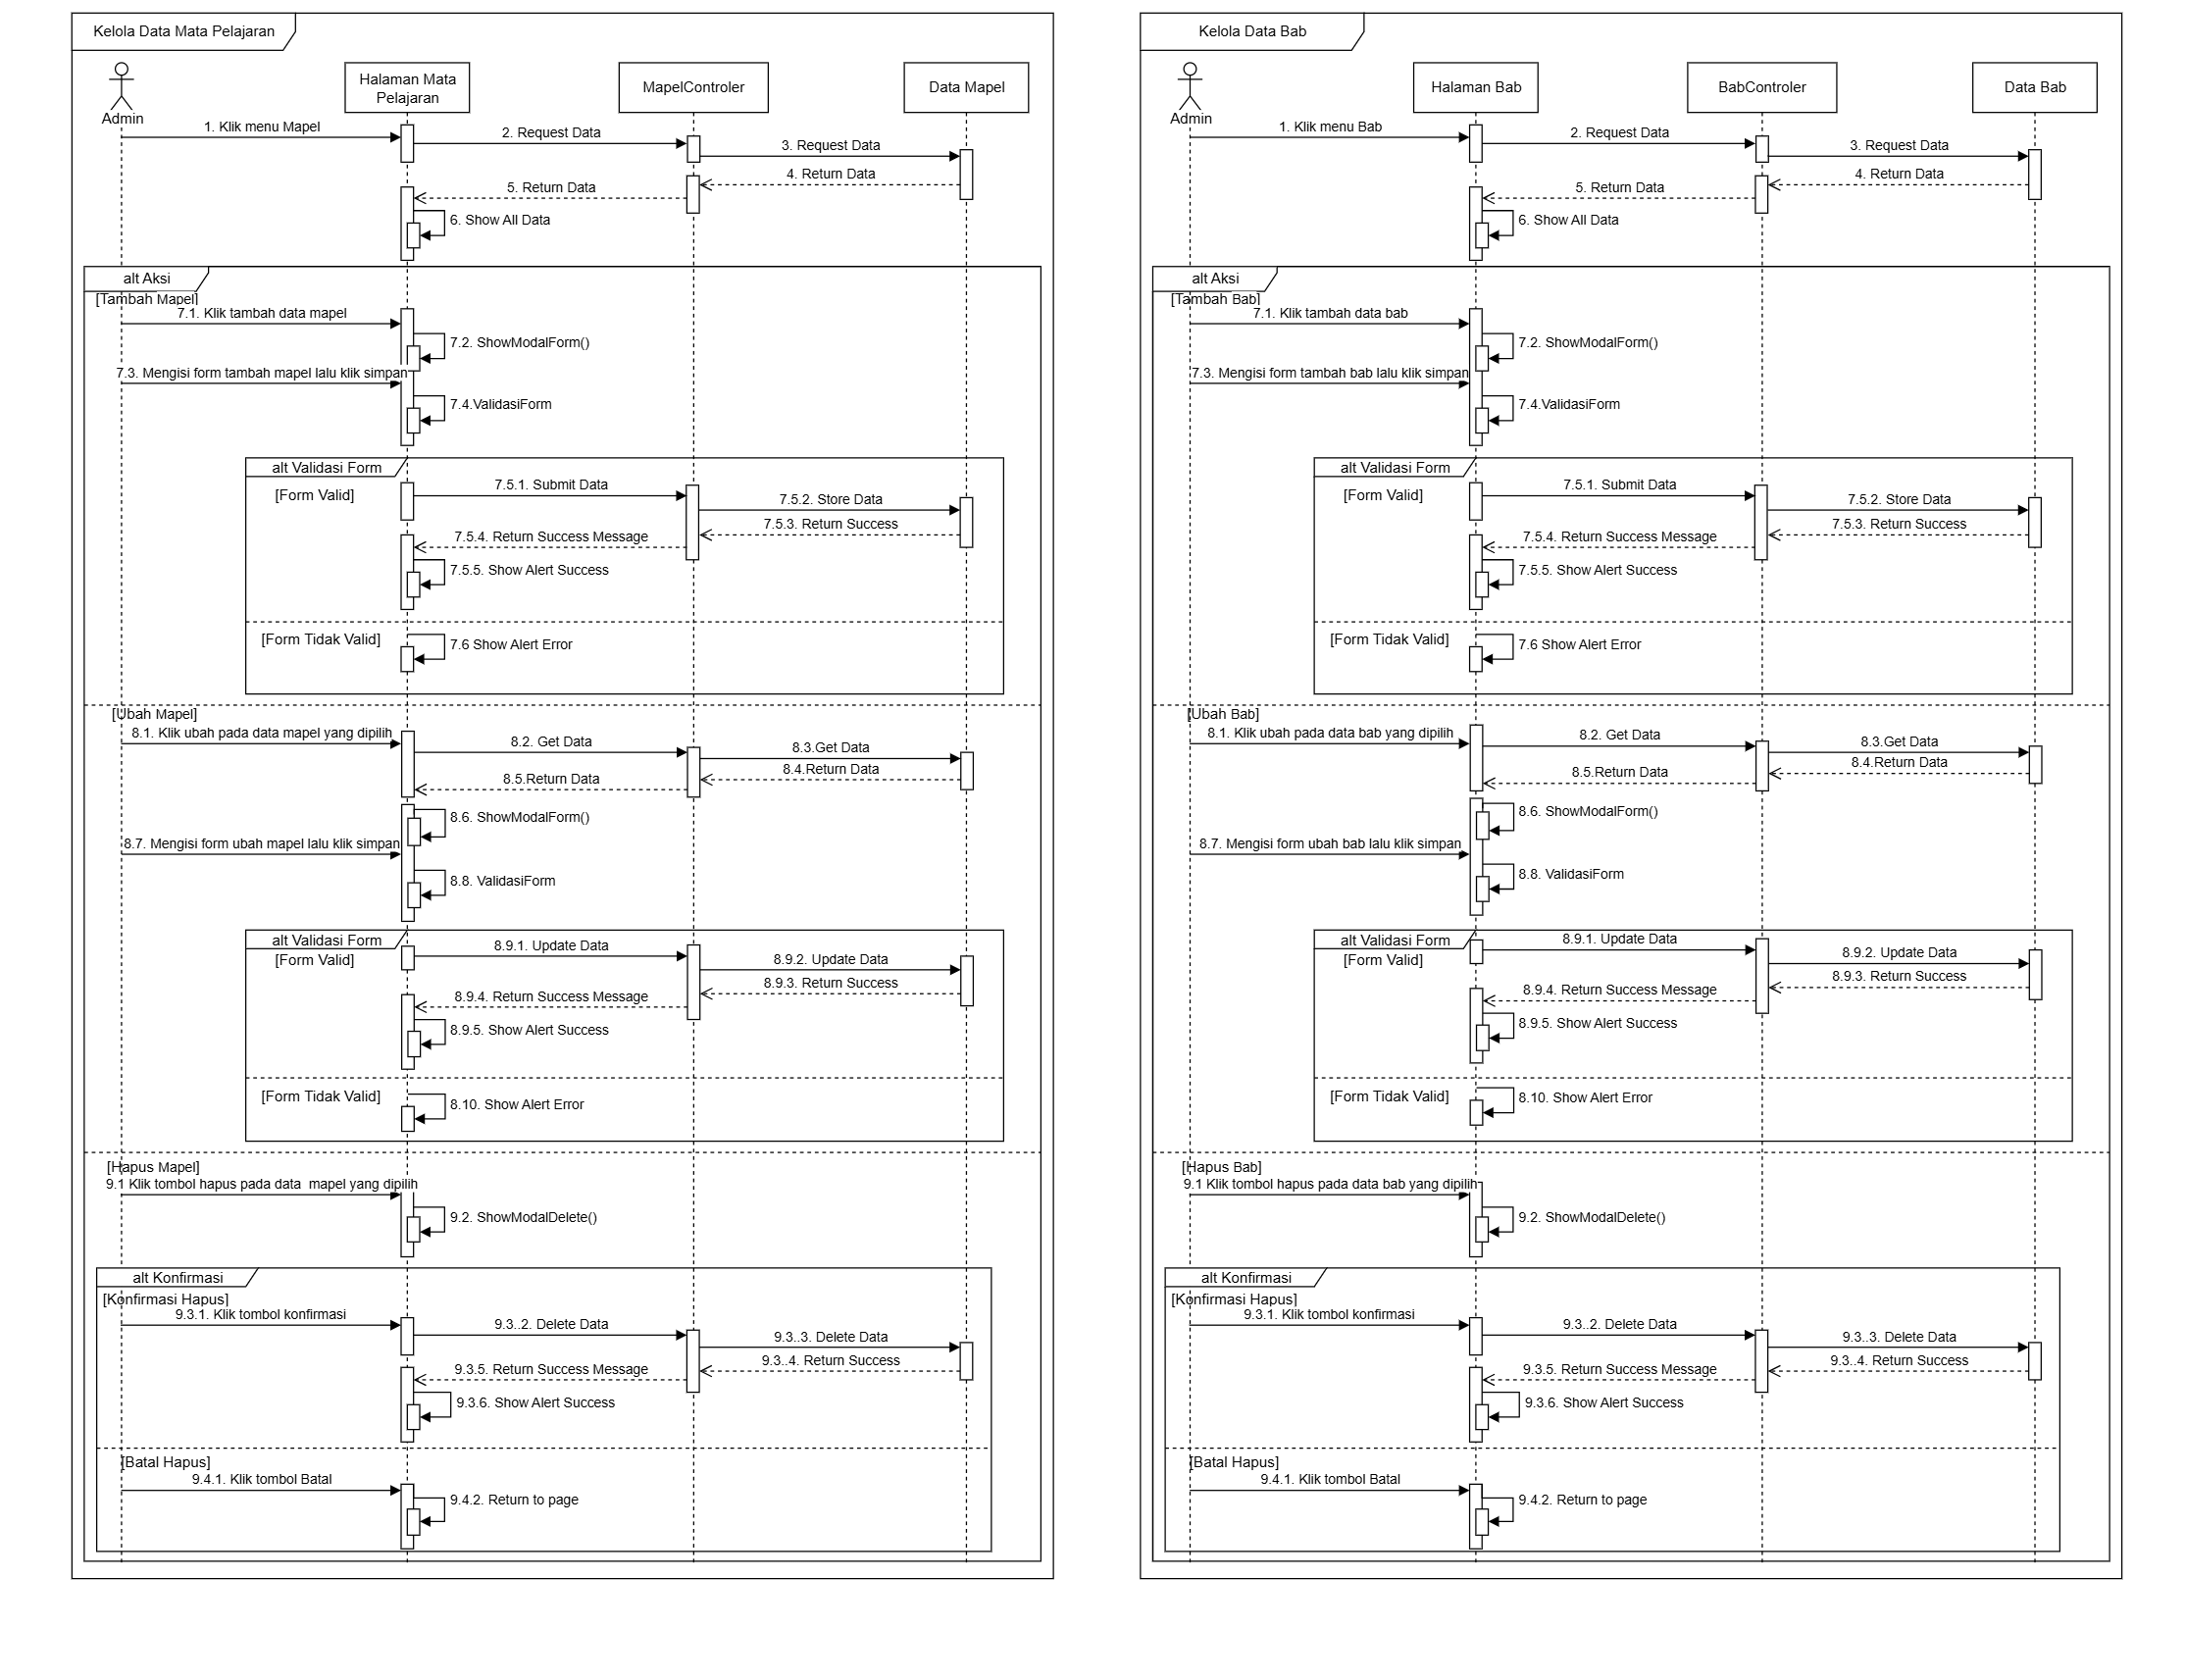 Kelola Data Mata Pelajaran
Admin
Halaman Mata
Pelajaran
MapelControler
Data Mapel
1. Klik menu Mapel
2. Request Data
3. Request Data
4. Return Data
5. Return Data
6. Show All Data
alt Aksi
[Tambah Mapel]
7.1. Klik tambah data mapel
7.2. ShowModalForm()
7.3. Mengisi form tambah mapel lalu klik simpan
7.4.ValidasiForm
alt Validasi Form
[Form Valid]
7.5.1. Submit Data
7.5.2. Store Data
7.5.3. Return Success
7.5.4. Return Success Message
7.5.5. Show Alert Success
[Form Tidak Valid]
7.6 Show Alert Error
[Ubah Mapel]
8.1. Klik ubah pada data mapel yang dipilih
8.2. Get Data
8.3.Get Data
8.4.Return Data
8.5.Return Data
8.6. ShowModalForm()
8.7. Mengisi form ubah mapel lalu klik simpan
8.8. ValidasiForm
alt Validasi Form
[Form Valid]
8.9.1. Update Data
8.9.2. Update Data
8.9.3. Return Success
8.9.4. Return Success Message
8.9.5. Show Alert Success
[Form Tidak Valid]
8.10. Show Alert Error
[Hapus Mapel]
9.1 Klik tombol hapus pada data  mapel yang dipilih
9.2. ShowModalDelete()
alt Konfirmasi
[Konfirmasi Hapus]
9.3.1. Klik tombol konfirmasi
9.3..2. Delete Data
9.3..3. Delete Data
9.3..4. Return Success
9.3.5. Return Success Message
9.3.6. Show Alert Success
[Batal Hapus]
9.4.1. Klik tombol Batal
9.4.2. Return to page
Kelola Data Bab
Admin
Halaman Bab
BabControler
Data Bab
1. Klik menu Bab
2. Request Data
3. Request Data
4. Return Data
5. Return Data
6. Show All Data
alt Aksi
[Tambah Bab]
7.1. Klik tambah data bab
7.2. ShowModalForm()
7.3. Mengisi form tambah bab lalu klik simpan
7.4.ValidasiForm
alt Validasi Form
[Form Valid]
7.5.1. Submit Data
7.5.2. Store Data
7.5.3. Return Success
7.5.4. Return Success Message
7.5.5. Show Alert Success
[Form Tidak Valid]
7.6 Show Alert Error
[Ubah Bab]
8.1. Klik ubah pada data bab yang dipilih
8.2. Get Data
8.3.Get Data
8.4.Return Data
8.5.Return Data
8.6. ShowModalForm()
8.7. Mengisi form ubah bab lalu klik simpan
8.8. ValidasiForm
alt Validasi Form
[Form Valid]
8.9.1. Update Data
8.9.2. Update Data
8.9.3. Return Success
8.9.4. Return Success Message
8.9.5. Show Alert Success
[Form Tidak Valid]
8.10. Show Alert Error
[Hapus Bab]
9.1 Klik tombol hapus pada data bab yang dipilih
9.2. ShowModalDelete()
alt Konfirmasi
[Konfirmasi Hapus]
9.3.1. Klik tombol konfirmasi
9.3..2. Delete Data
9.3..3. Delete Data
9.3..4. Return Success
9.3.5. Return Success Message
9.3.6. Show Alert Success
[Batal Hapus]
9.4.1. Klik tombol Batal
9.4.2. Return to page